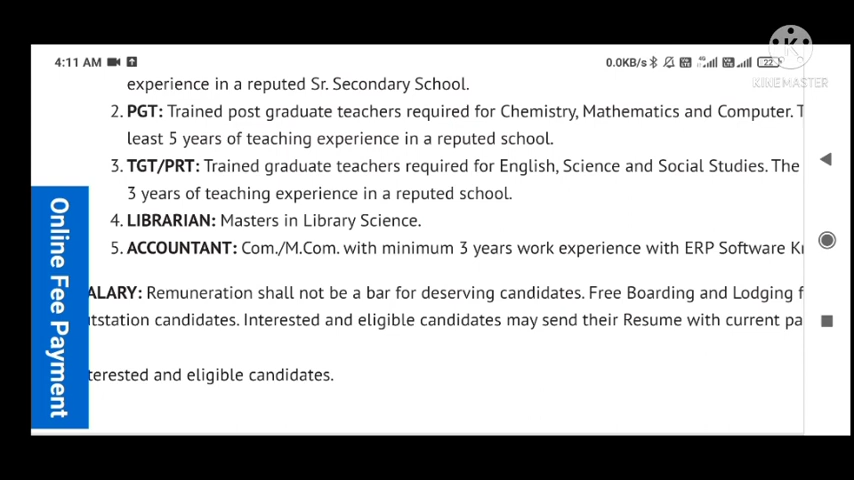 4:11 AM
0.0KB/s
22
KINEMASTER
experience in a reputed Sr. Secondary School.
2. PGT: Trained post graduate teachers required for Chemistry, Mathematics and Computer. T
least 5 years of teaching experience in a reputed school.
3. TGT/PRT: Trained graduate teachers required for English, Science and Social Studies. The
3 years of teaching experience in a reputed school.
4. LIBRARIAN: Masters in Library Science.
5. ACCOUNTANT: Com./M.Com. with minimum 3 years work experience with ERP Software Kn
ALARY: Remuneration shall not be a bar for deserving candidates. Free Boarding and Lodging f
utstation candidates. Interested and eligible candidates may send their Resume with current pa
terested and eligible candidates.
Online Fee Payment